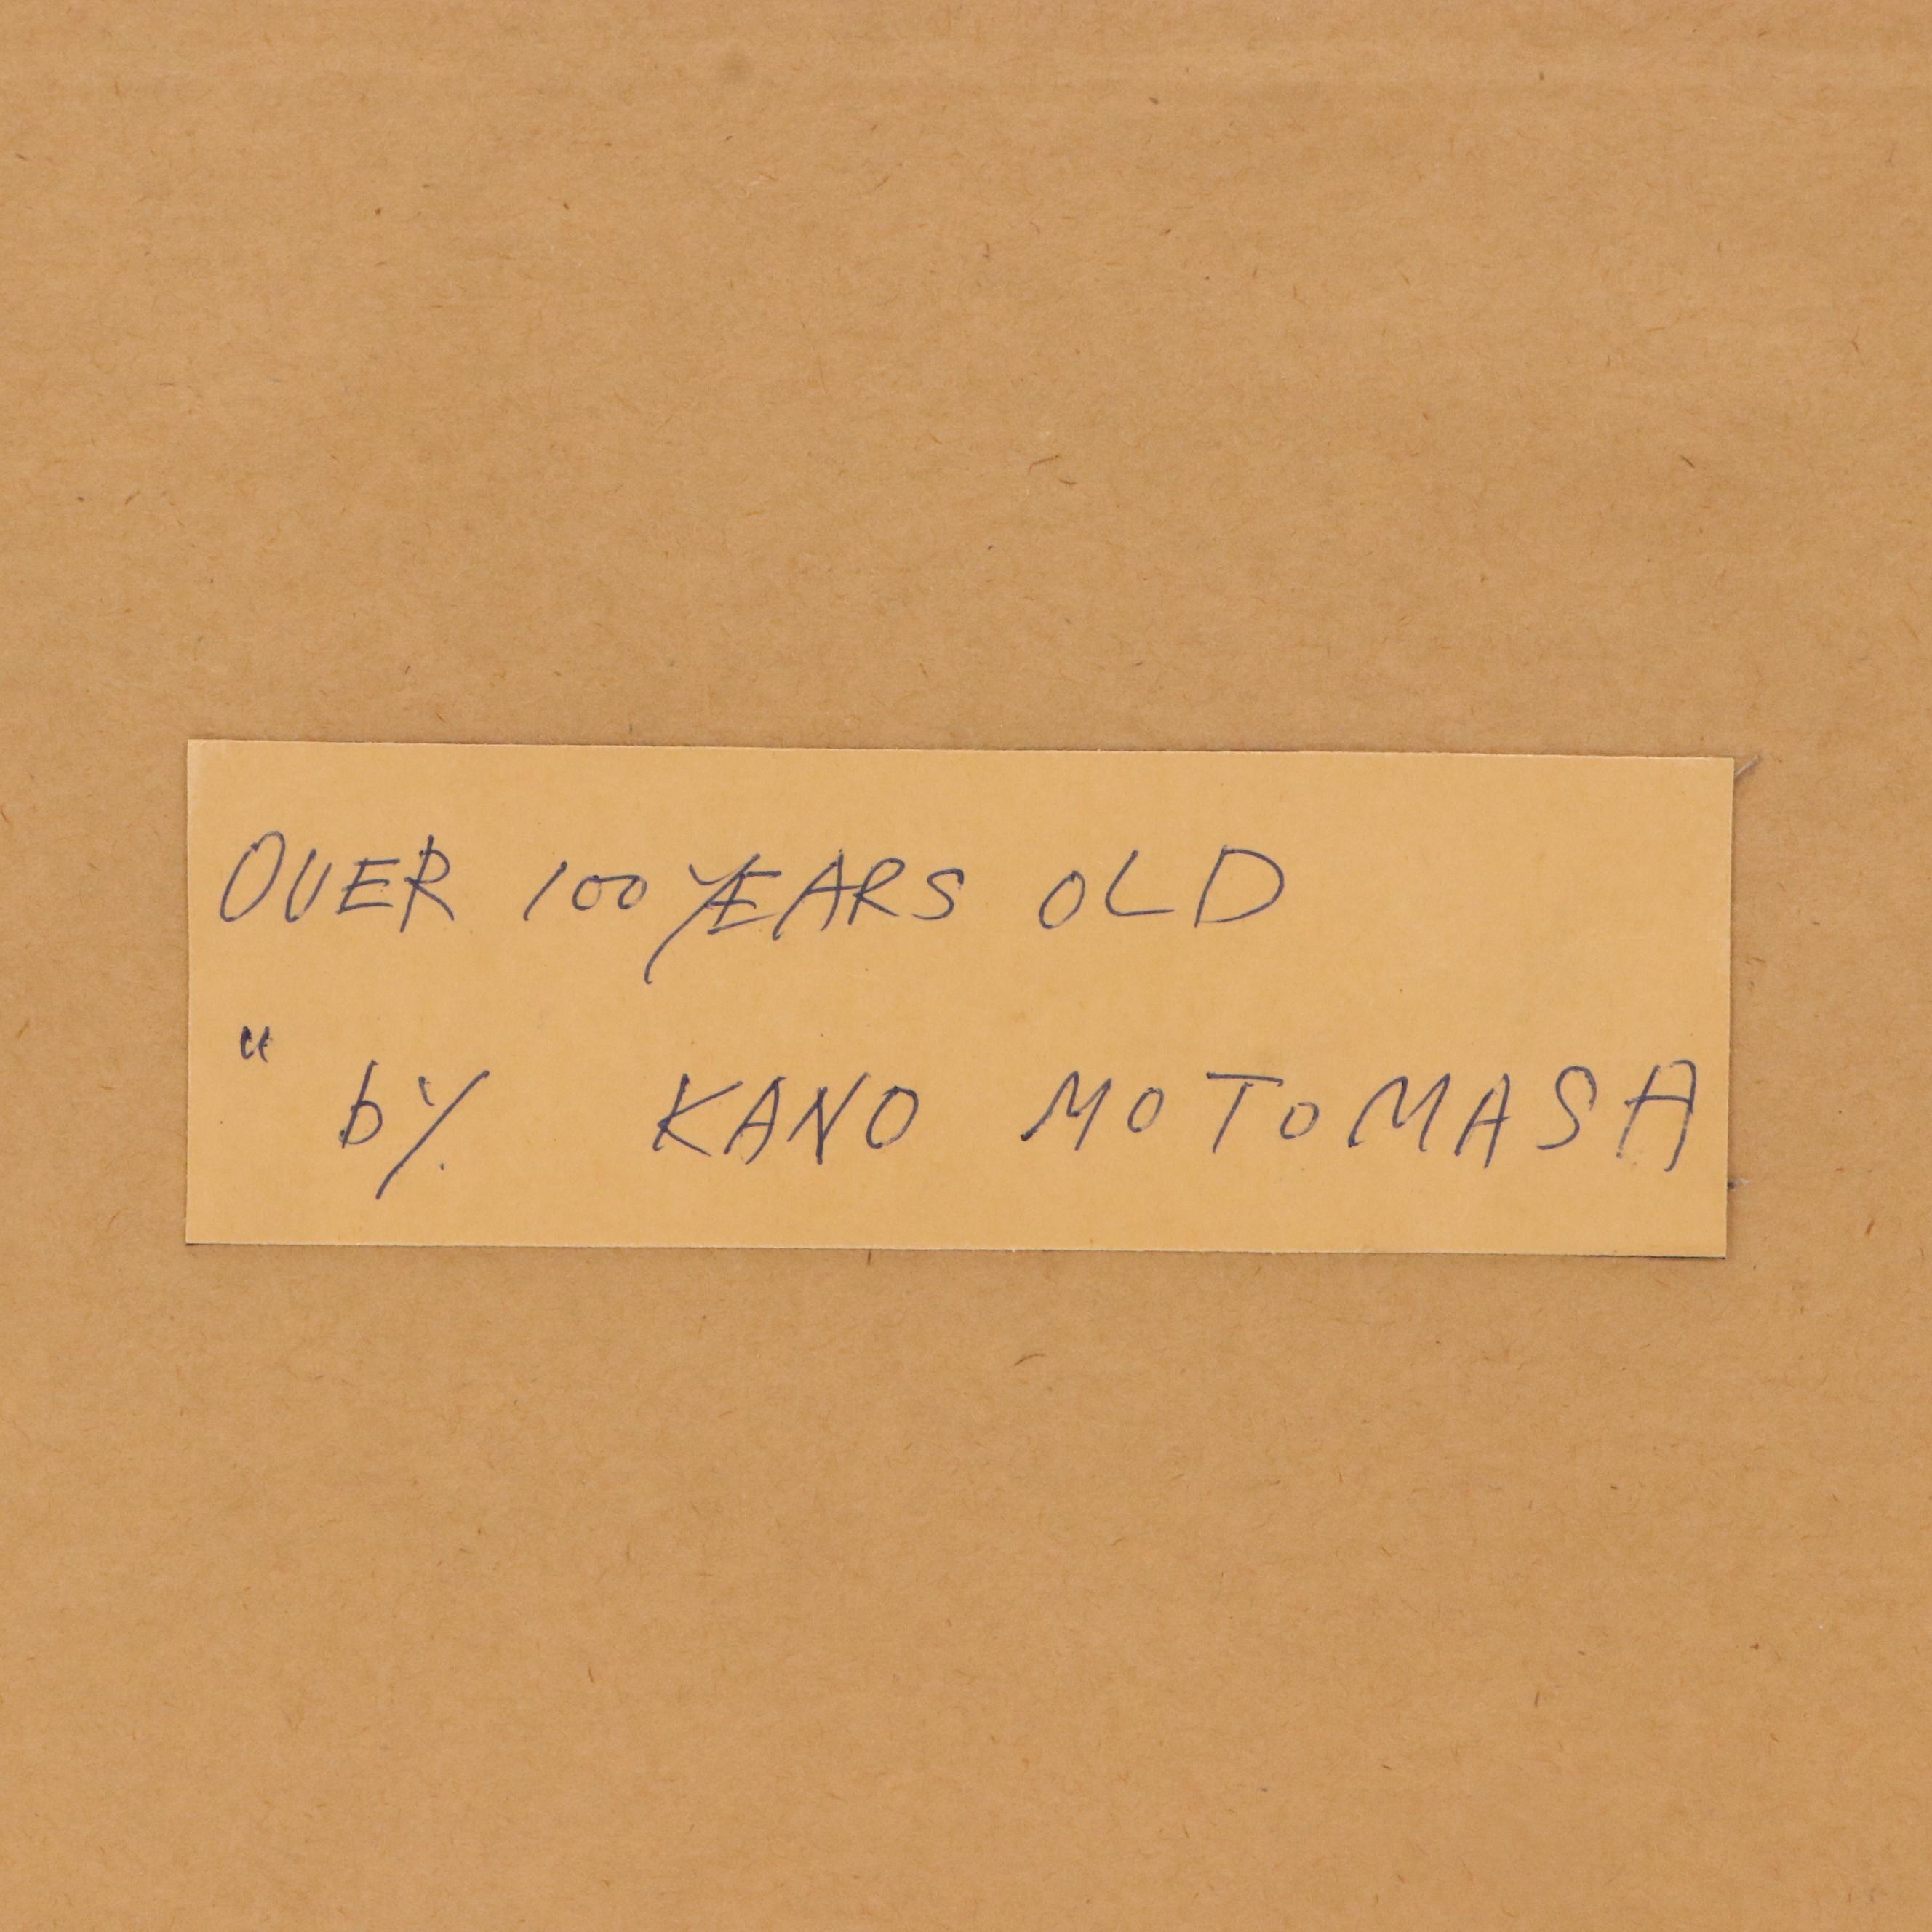 OVER 100 YEARS OLD
" by KANO MOTOMASA